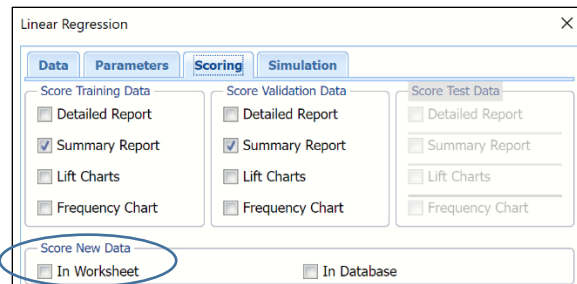 Linear Regression
Data Parameters Scoring Simulation
Score Training Data Score Validation Data Score Test Data
Detailed Report Detailed Report Detailed Report
Summary Report Summary Report Summary Report
Lift Charts Lift Charts Lift Charts
Frequency Chart Frequency Chart Frequency Chart
Score New Data
In Worksheet In Database